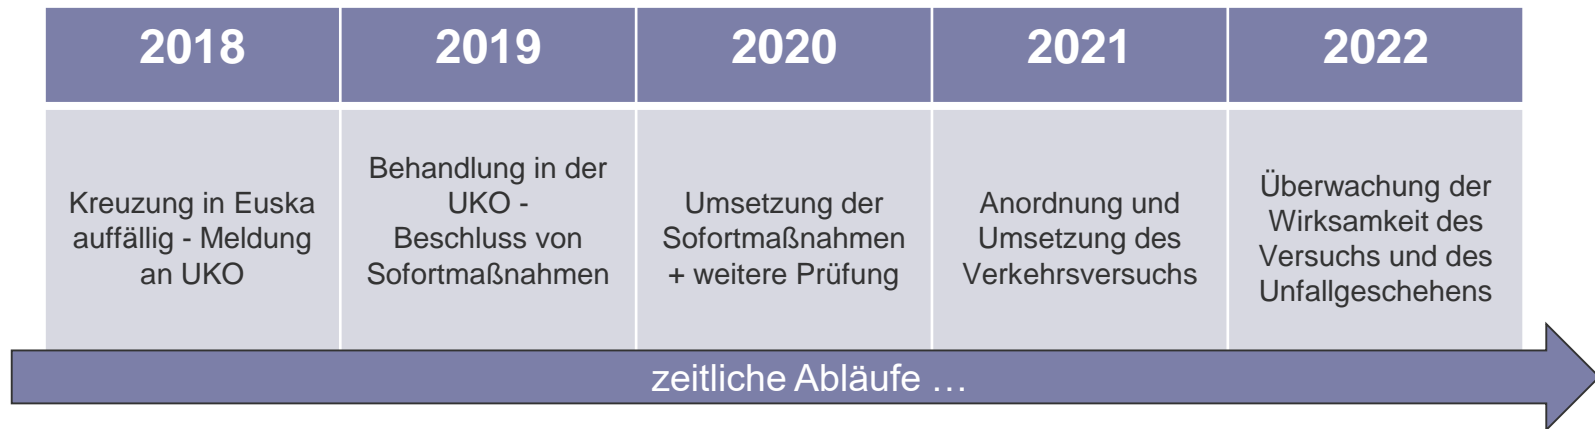 2018
2019
2020
2021
2022
Kreuzung in Euska
auffällig - Meldung
an UKO
Behandlung in der
UKO -
Beschluss von
Sofortmaßnahmen
Umsetzung der
Sofortmaßnahmen
+ weitere Prüfung
Anordnung und
Umsetzung des
Verkehrsversuchs
Überwachung der
Wirksamkeit des
Versuchs und des
Unfallgeschehens
zeitliche Abläufe …